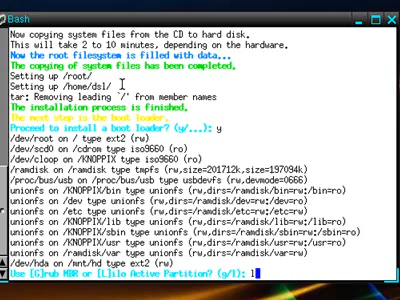 Bash
Now copying system files from the CD to hard disk.
This will take 2 to 10 minutes, depending on the hardware.
Now the root filesystem is filled with data...
The copying of system files has been completed.
Setting up /root/
Setting up /home/dsl/
tar: Removing leading `/' from member names
The installation process is finished.
The next step is the boot loader.
Proceed to install a boot loader? (y/...): y
/dev/root on / type ext2 (rw)
/dev/scd0 on /cdrom type iso9660 (ro)
/dev/cloop on /KNOPPIX type iso9660 (ro)
/ramdisk on /ramdisk type tmpfs (rw,size=201712k,size=197094k)
/proc/bus/usb on /proc/bus/usb type usbdevfs (rw,devmode=0666)
unionfs on /KNOPPIX/bin type unionfs (rw,dirs=/ramdisk/bin=rw:/bin=ro)
unionfs on /dev type unionfs (rw,dirs=/ramdisk/dev=rw:/dev=ro)
unionfs on /etc type unionfs (rw,dirs=/ramdisk/etc=rw:/etc=ro)
unionfs on /KNOPPIX/lib type unionfs (rw,dirs=/ramdisk/lib=rw:/lib=ro)
unionfs on /KNOPPIX/sbin type unionfs (rw,dirs=/ramdisk/sbin=rw:/sbin=ro)
unionfs on /KNOPPIX/usr type unionfs (rw,dirs=/ramdisk/usr=rw:/usr=ro)
unionfs on /KNOPPIX/var type unionfs (rw,dirs=/ramdisk/var=rw:/var=ro)
/dev/hda on /mnt/hd type ext2 (rw)
Use [G]rub MBR or [L]ilo Active Partition? (g/l): l